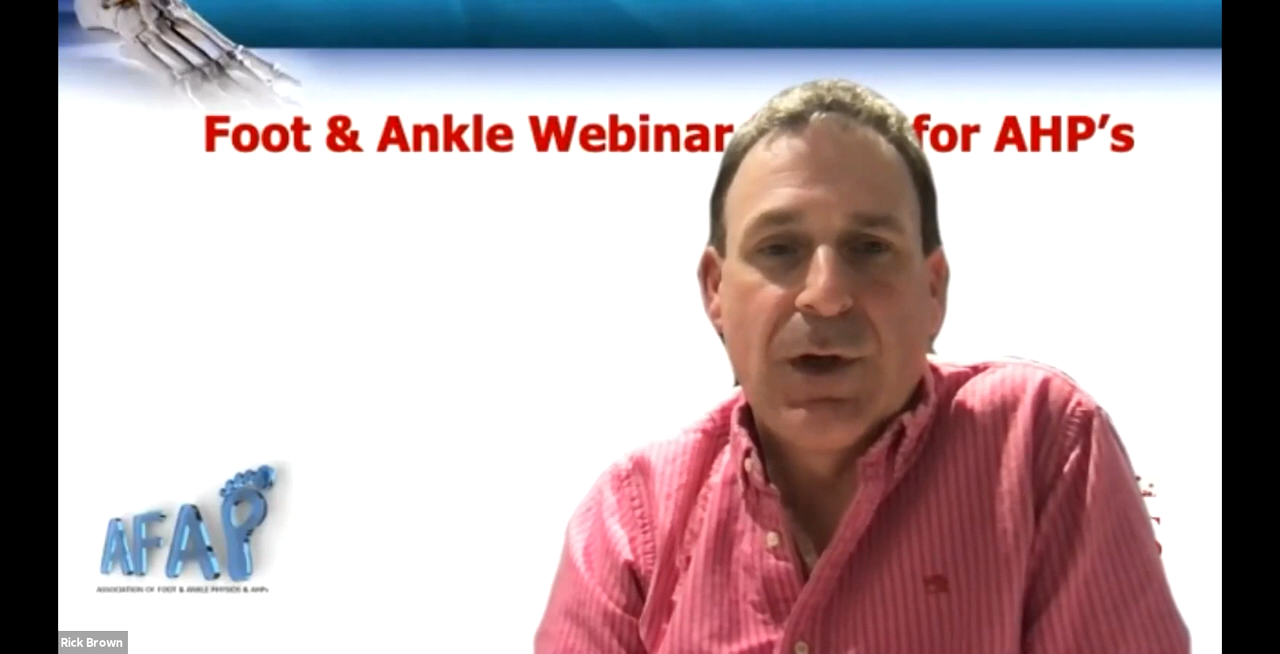 Foot & Ankle Webinar for AHP's
AFAP
ASSOCIATION OF FOOT & ANKLE PHYSIOS & AHPs
Rick Brown